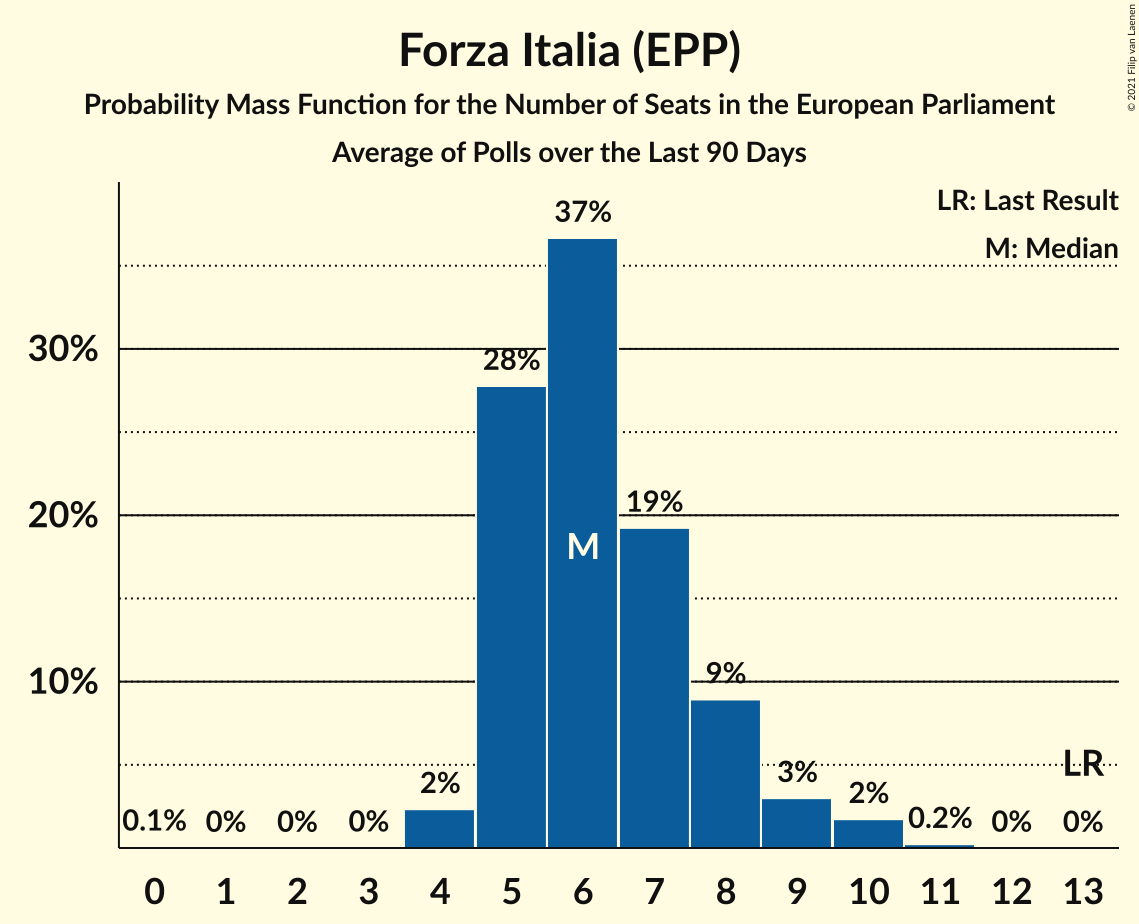 Forza Italia (EPP)
Probability Mass Function for the Number of Seats in the European Parliament
Average of Polls over the Last 90 Days
© 2021 Filip van Laenen
LR: Last Result
M: Median
37%
30%
28%
20%
19%
M
10%
9%
LR
3%
2%
2%
0.1% 0% 0% 0% 0.2% 0% 0%
0 1 2 3 4 5 6 7 8 9 10 11 12 13